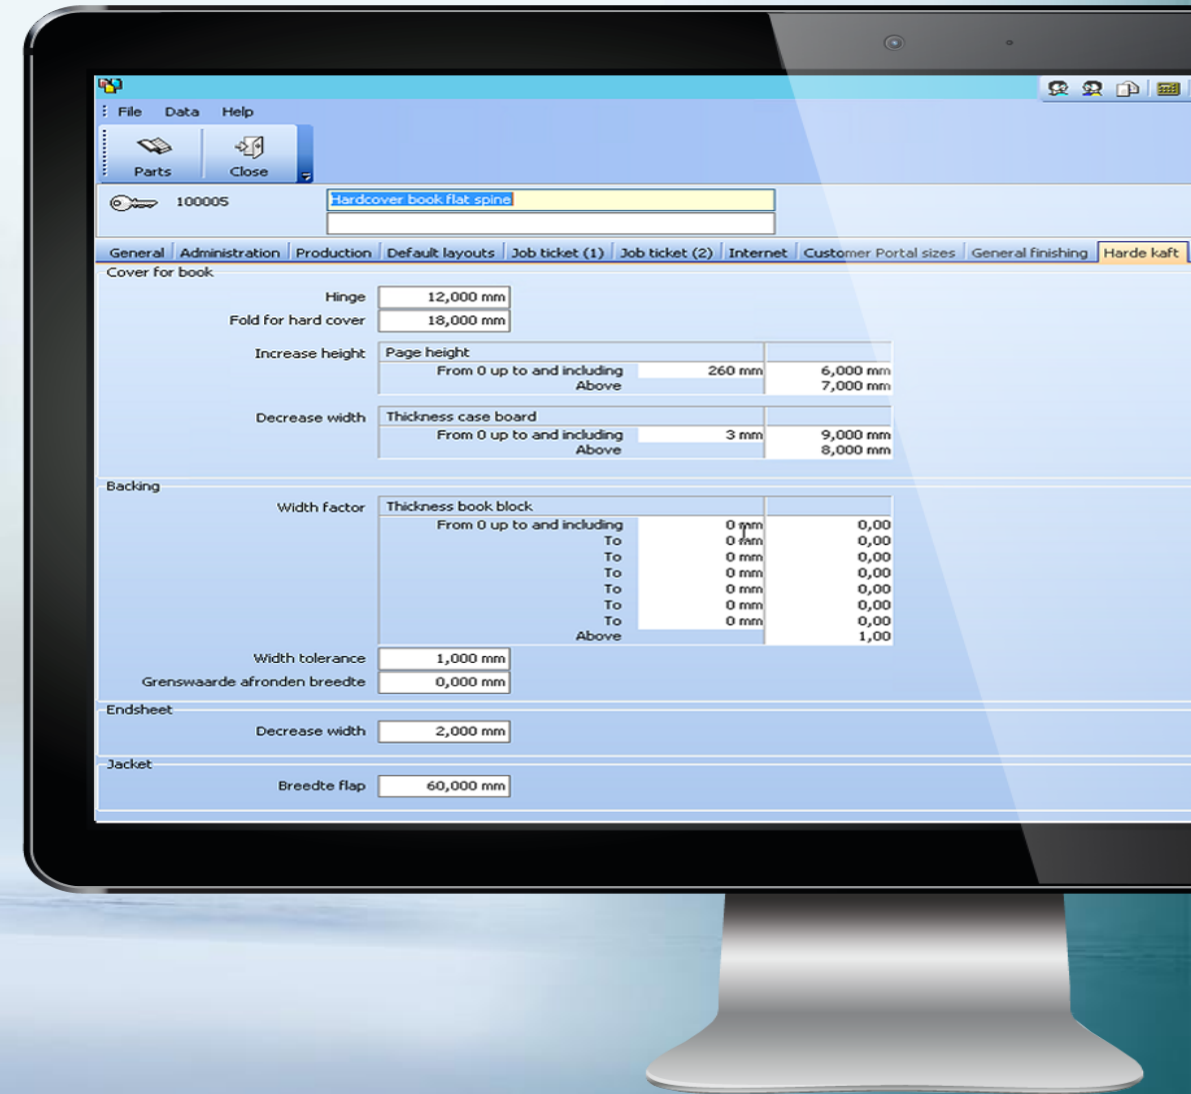 File Data Help
Parts Close
100005 Hardcover book flat spine
General Administration Production Default layouts Job ticket (1) Job ticket (2) Internet Customer Portal sizes General finishing Harde kaft
Cover for book
Hinge 12,000 mm
Fold for hard cover 18,000 mm
Increase height Page height
From 0 up to and including 260 mm 6,000 mm
Above 7,000 mm
Decrease width Thickness case board
From 0 up to and including 3 mm 9,000 mm
Above 8,000 mm
Backing
Width factor Thickness book block
From 0 up to and including 0 mm 0,00
To 0 mm 0,00
To 0 mm 0,00
To 0 mm 0,00
To 0 mm 0,00
To 0 mm 0,00
To 0 mm 0,00
Above 1,00
Width tolerance 1,000 mm
Grenswaarde afronden breedte 0,000 mm
Endsheet
Decrease width 2,000 mm
Jacket
Breedte flap 60,000 mm